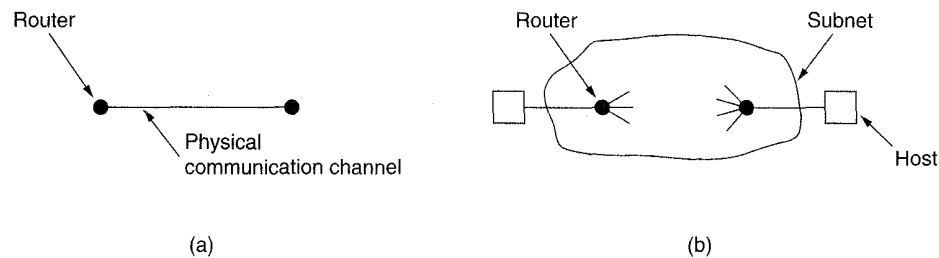 Router
Physical
communication channel
(a)
Router
Subnet
Host
(b)